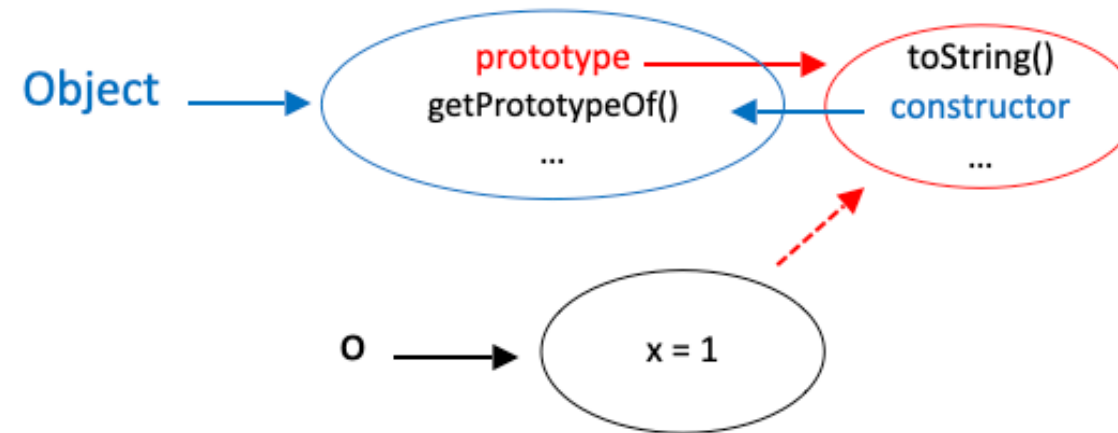 Object
prototype
getPrototypeOf()
...
toString()
constructor
...
O
x = 1